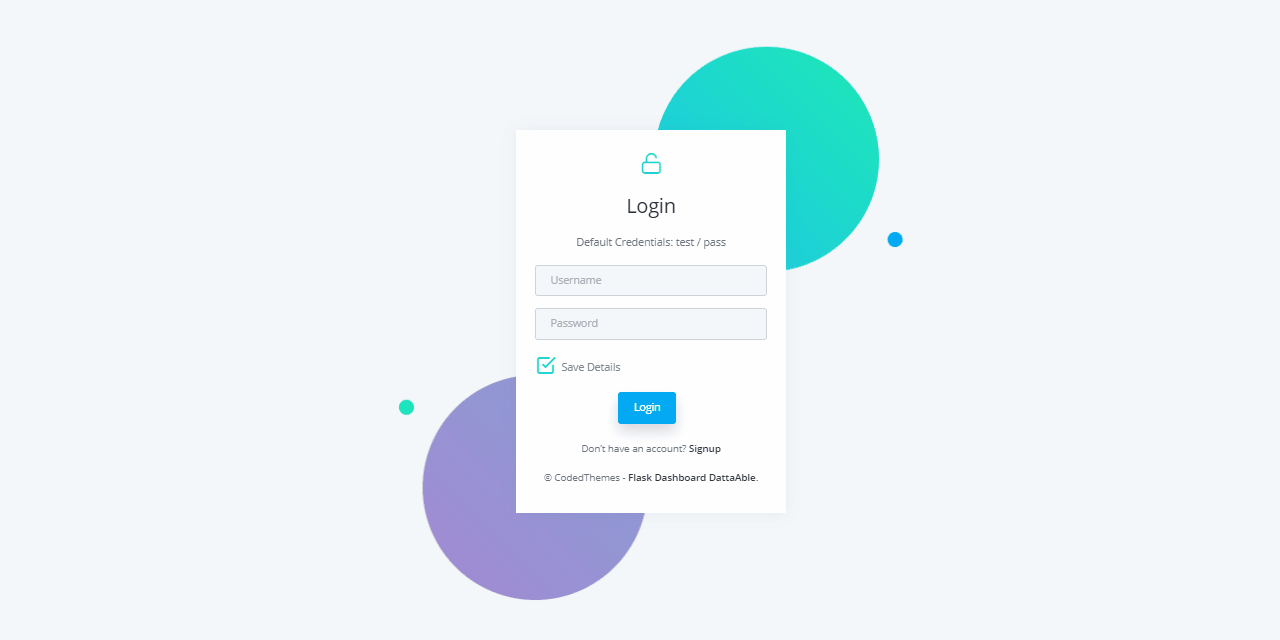 Login
Default Credentials: test / pass
Username
Password
Save Details
Login
Don't have an account? Signup
© CodedThemes - Flask Dashboard DattaAble.